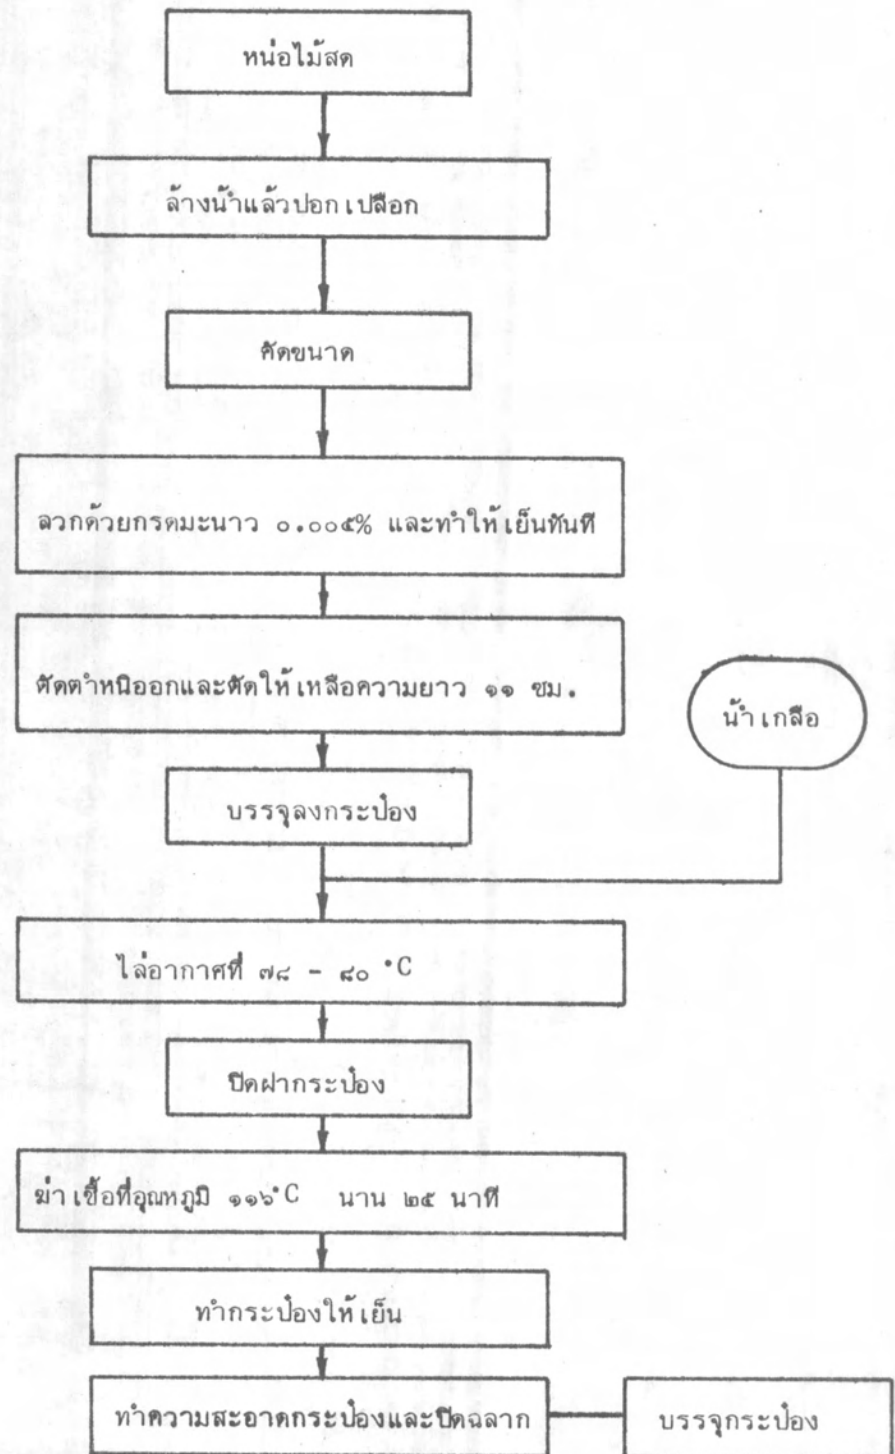 หน่อไม้สด
ล้างน้ำแล้วปอกเปลือก
คัดขนาด
ลวกด้วยกรดมะนาว ๐.๐๐๕% และทำให้เย็นทันที
ตัดตำหนิออกและตัดให้เหลือความยาว ๑๑ ซม.
น้ำเกลือ
บรรจุลงกระป๋อง
ไล่อากาศที่ ๗๘ - ๘๐ °C
ปิดฝากระป๋อง
ฆ่าเชื้อที่อุณหภูมิ ๑๑๖°C นาน ๒๕ นาที
ทำกระป๋องให้เย็น
ทำความสะอาดกระป๋องและปิดฉลาก
บรรจุกระป๋อง